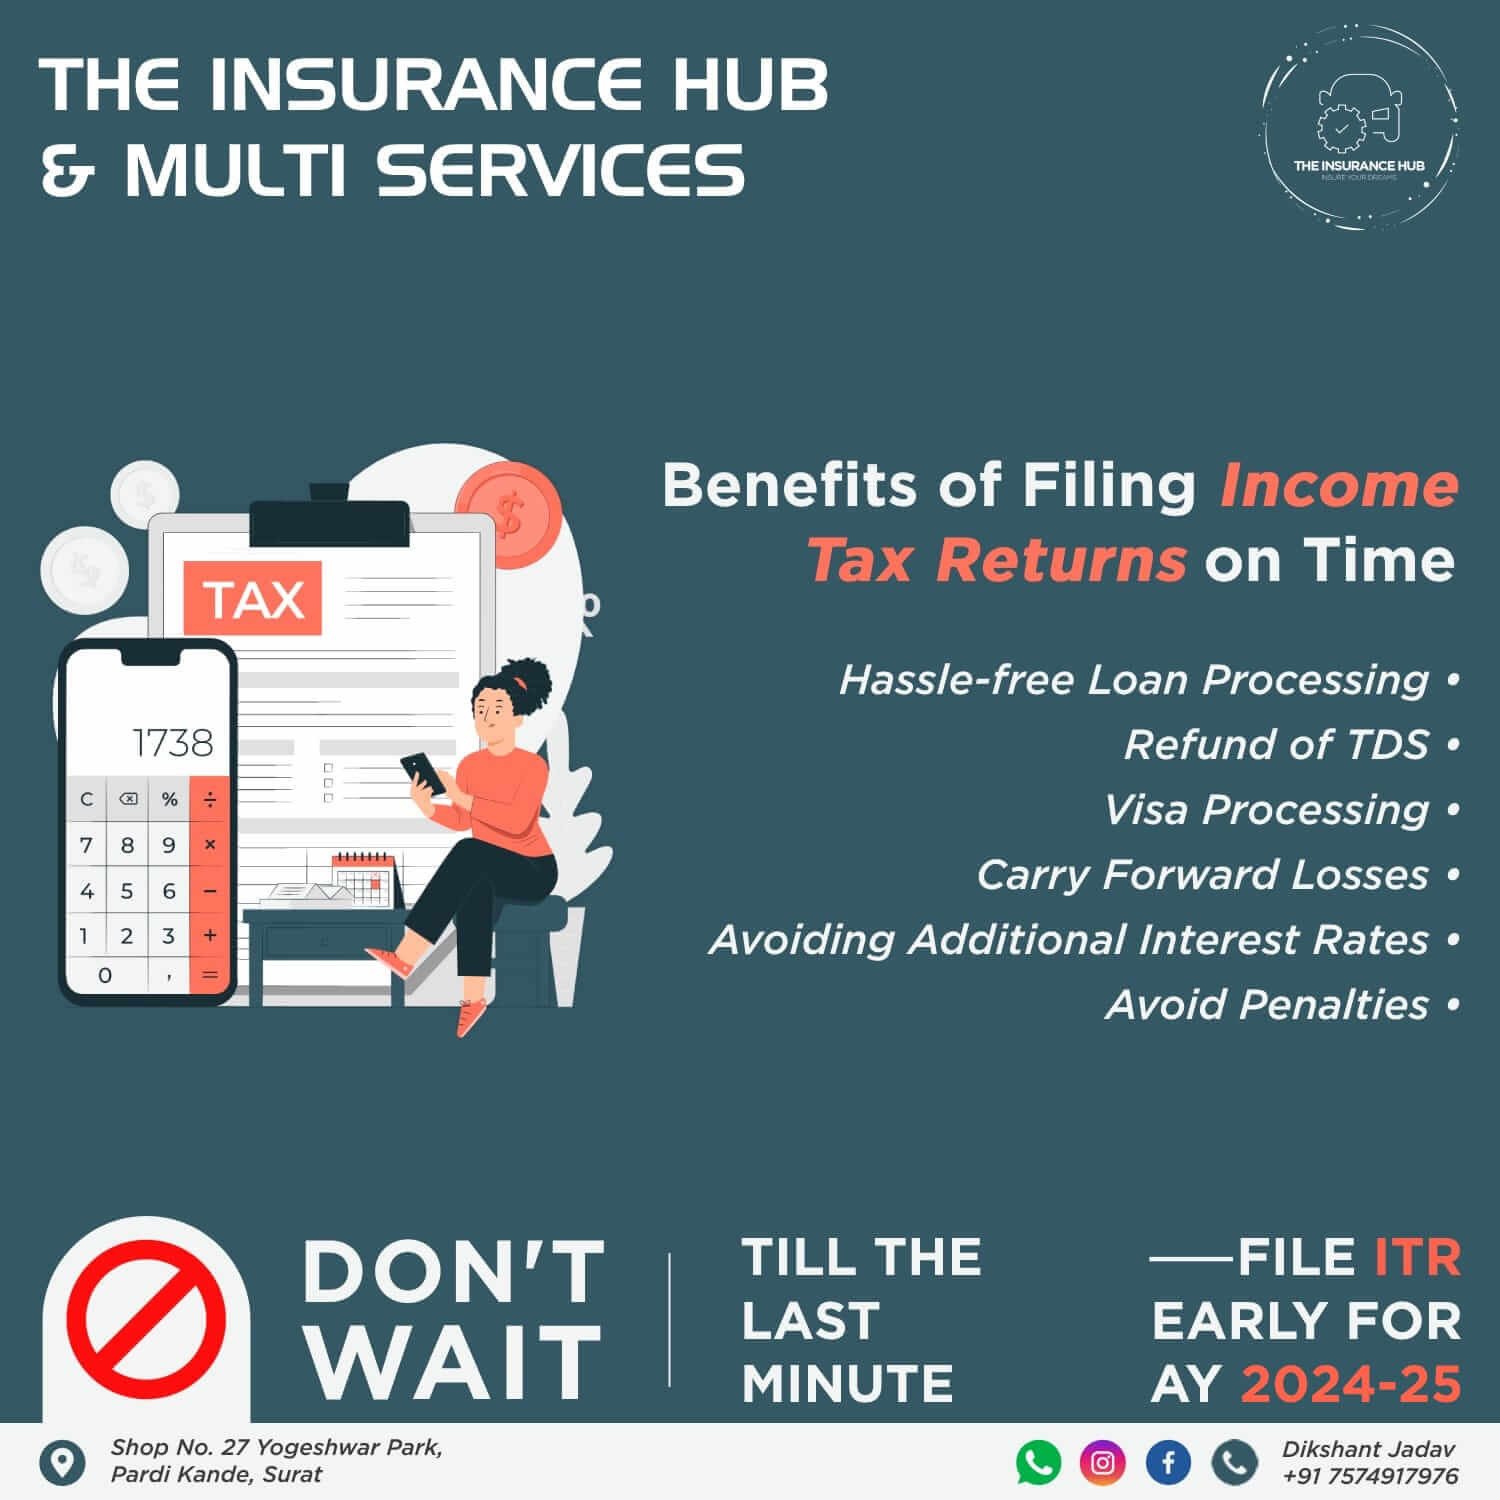 THE INSURANCE HUB
& MULTI SERVICES
THE INSURANCE HUB
INSURE YOUR DREAMS
Benefits of Filing Income
Tax Returns on Time
Hassle-free Loan Processing •
Refund of TDS •
Visa Processing •
Carry Forward Losses •
Avoiding Additional Interest Rates •
Avoid Penalties •
$
$
TAX
1738
C % ÷
7 8 9 ×
4 5 6 −
1 2 3 +
0 , =
DON'T
WAIT
TILL THE
LAST
MINUTE
FILE ITR
EARLY FOR
AY 2024-25
Shop No. 27 Yogeshwar Park,
Pardi Kande, Surat
Dikshant Jadav
+91 7574917976